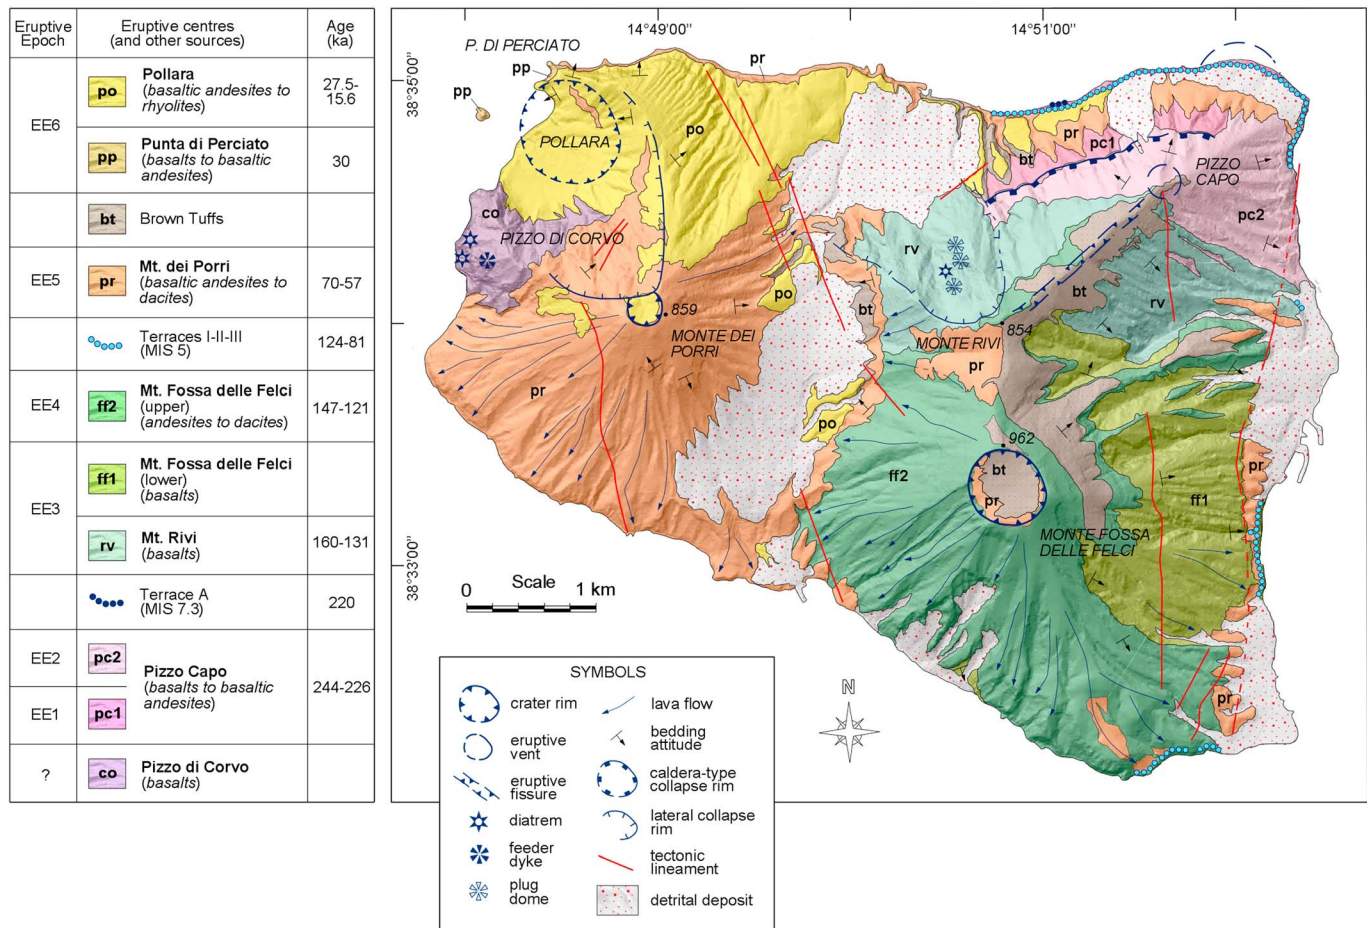 Eruptive
Epoch
Eruptive centres
(and other sources)
Age
(ka)
EE6
po
Pollara
(basaltic andesites to
rhyolites)
27.5-
15.6
pp
Punta di Perciato
(basalts to basaltic
andesites)
30
bt
Brown Tuffs
EE5
pr
Mt. dei Porri
(basaltic andesites to
dacites)
70-57
Terraces I-II-III
(MIS 5)
124-81
EE4
ff2
Mt. Fossa delle Felci
(upper)
(andesites to dacites)
147-121
EE3
ff1
Mt. Fossa delle Felci
(lower)
(basalts)
rv
Mt. Rivi
(basalts)
160-131
Terrace A
(MIS 7.3)
220
EE2
pc2
Pizzo Capo
(basalts to basaltic
andesites)
244-226
EE1
pc1
?
co
Pizzo di Corvo
(basalts)
14°49'00"
14°51'00"
38°35'00"
38°33'00"
P. DI PERCIATO
pp
pp
pr
po
POLLARA
co
PIZZO DI CORVO
859
MONTE DEI
PORRI
pr
po
po
bt
rv
bt
pr
pc1
PIZZO
CAPO
pc2
bt
rv
854
MONTE RIVI
pr
962
bt
pr
ff2
ff1
pr
MONTE FOSSA
DELLE FELCI
pr
0
Scale
1 km
N
SYMBOLS
crater rim
eruptive
vent
eruptive
fissure
diatrem
feeder
dyke
plug
dome
lava flow
bedding
attitude
caldera-type
collapse rim
lateral collapse
rim
tectonic
lineament
detrital deposit